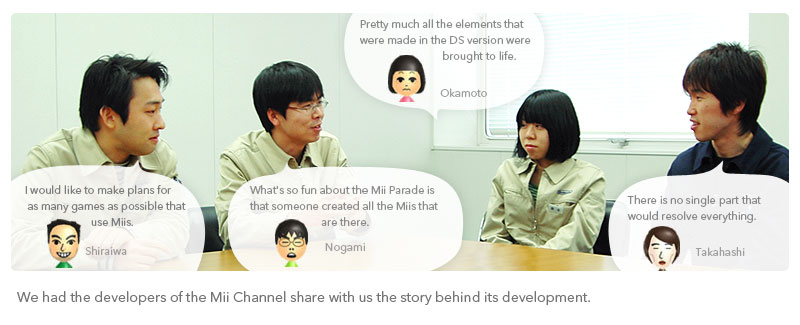 Pretty much all the elements that
were made in the DS version were
brought to life.
Okamoto
I would like to make plans for
as many games as possible that
use Miis.
Shiraiwa
What's so fun about the Mii Parade is
that someone created all the Miis that
are there.
Nogami
There is no single part that
would resolve everything.
Takahashi
We had the developers of the Mii Channel share with us the story behind its development.